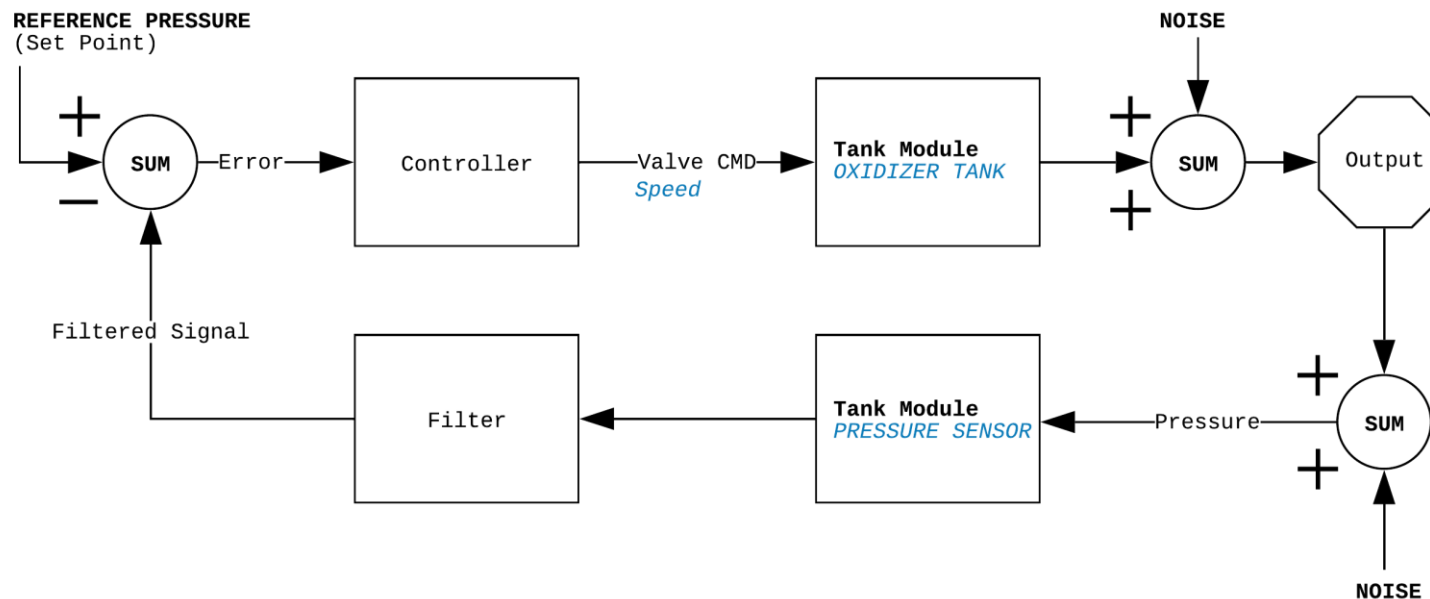 REFERENCE PRESSURE
(Set Point)
NOISE
+
+
SUM
Error
Controller
Valve CMD
Speed
Tank Module
OXIDIZER TANK
SUM
Output
−
+
Filtered Signal
Filter
Tank Module
PRESSURE SENSOR
Pressure
+
SUM
+
NOISE